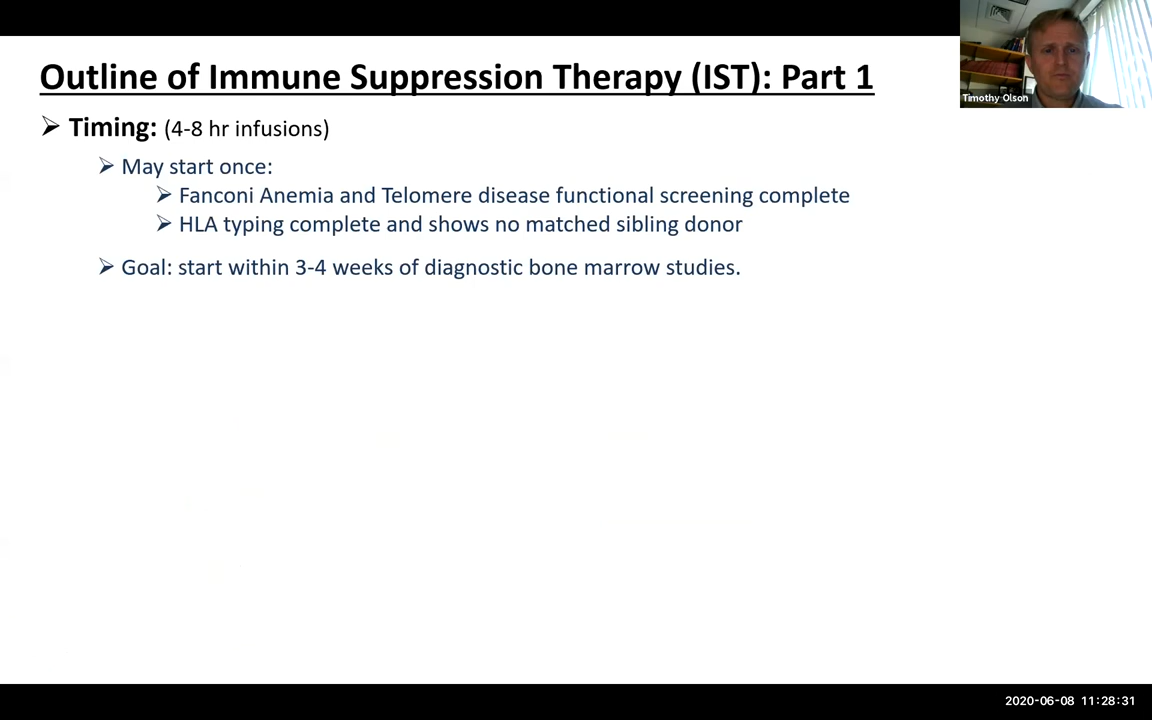 Outline of Immune Suppression Therapy (IST): Part 1
Timothy Olson
Timing: (4-8 hr infusions)
May start once:
Fanconi Anemia and Telomere disease functional screening complete
HLA typing complete and shows no matched sibling donor
Goal: start within 3-4 weeks of diagnostic bone marrow studies.
2020-06-08 11:28:31